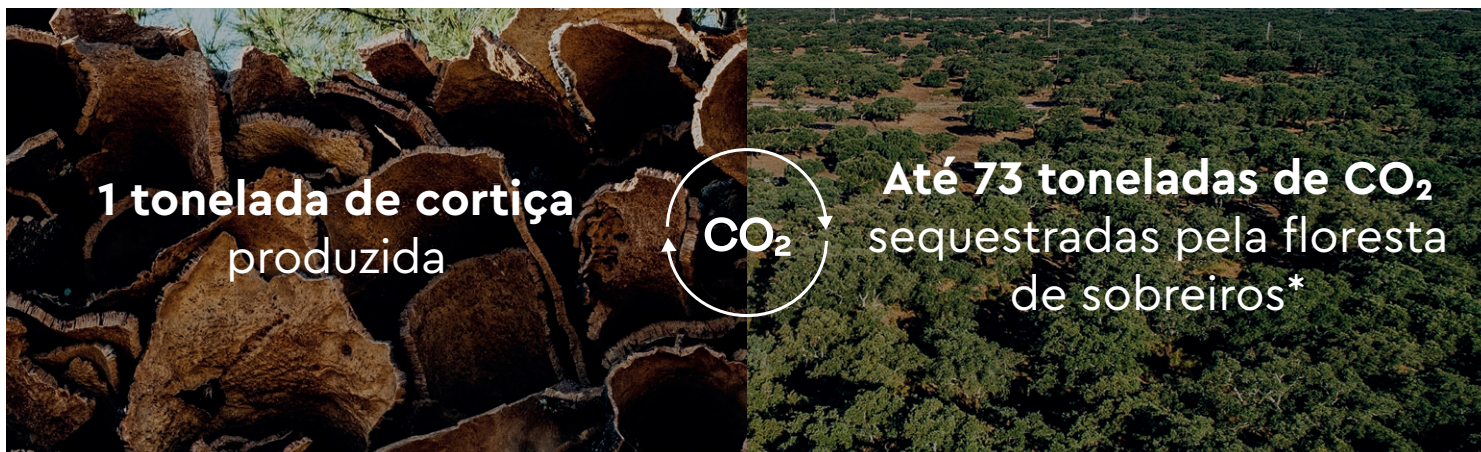 1 tonelada de cortiça
produzida
CO₂
Até 73 toneladas de CO₂
sequestradas pela floresta
de sobreiros*